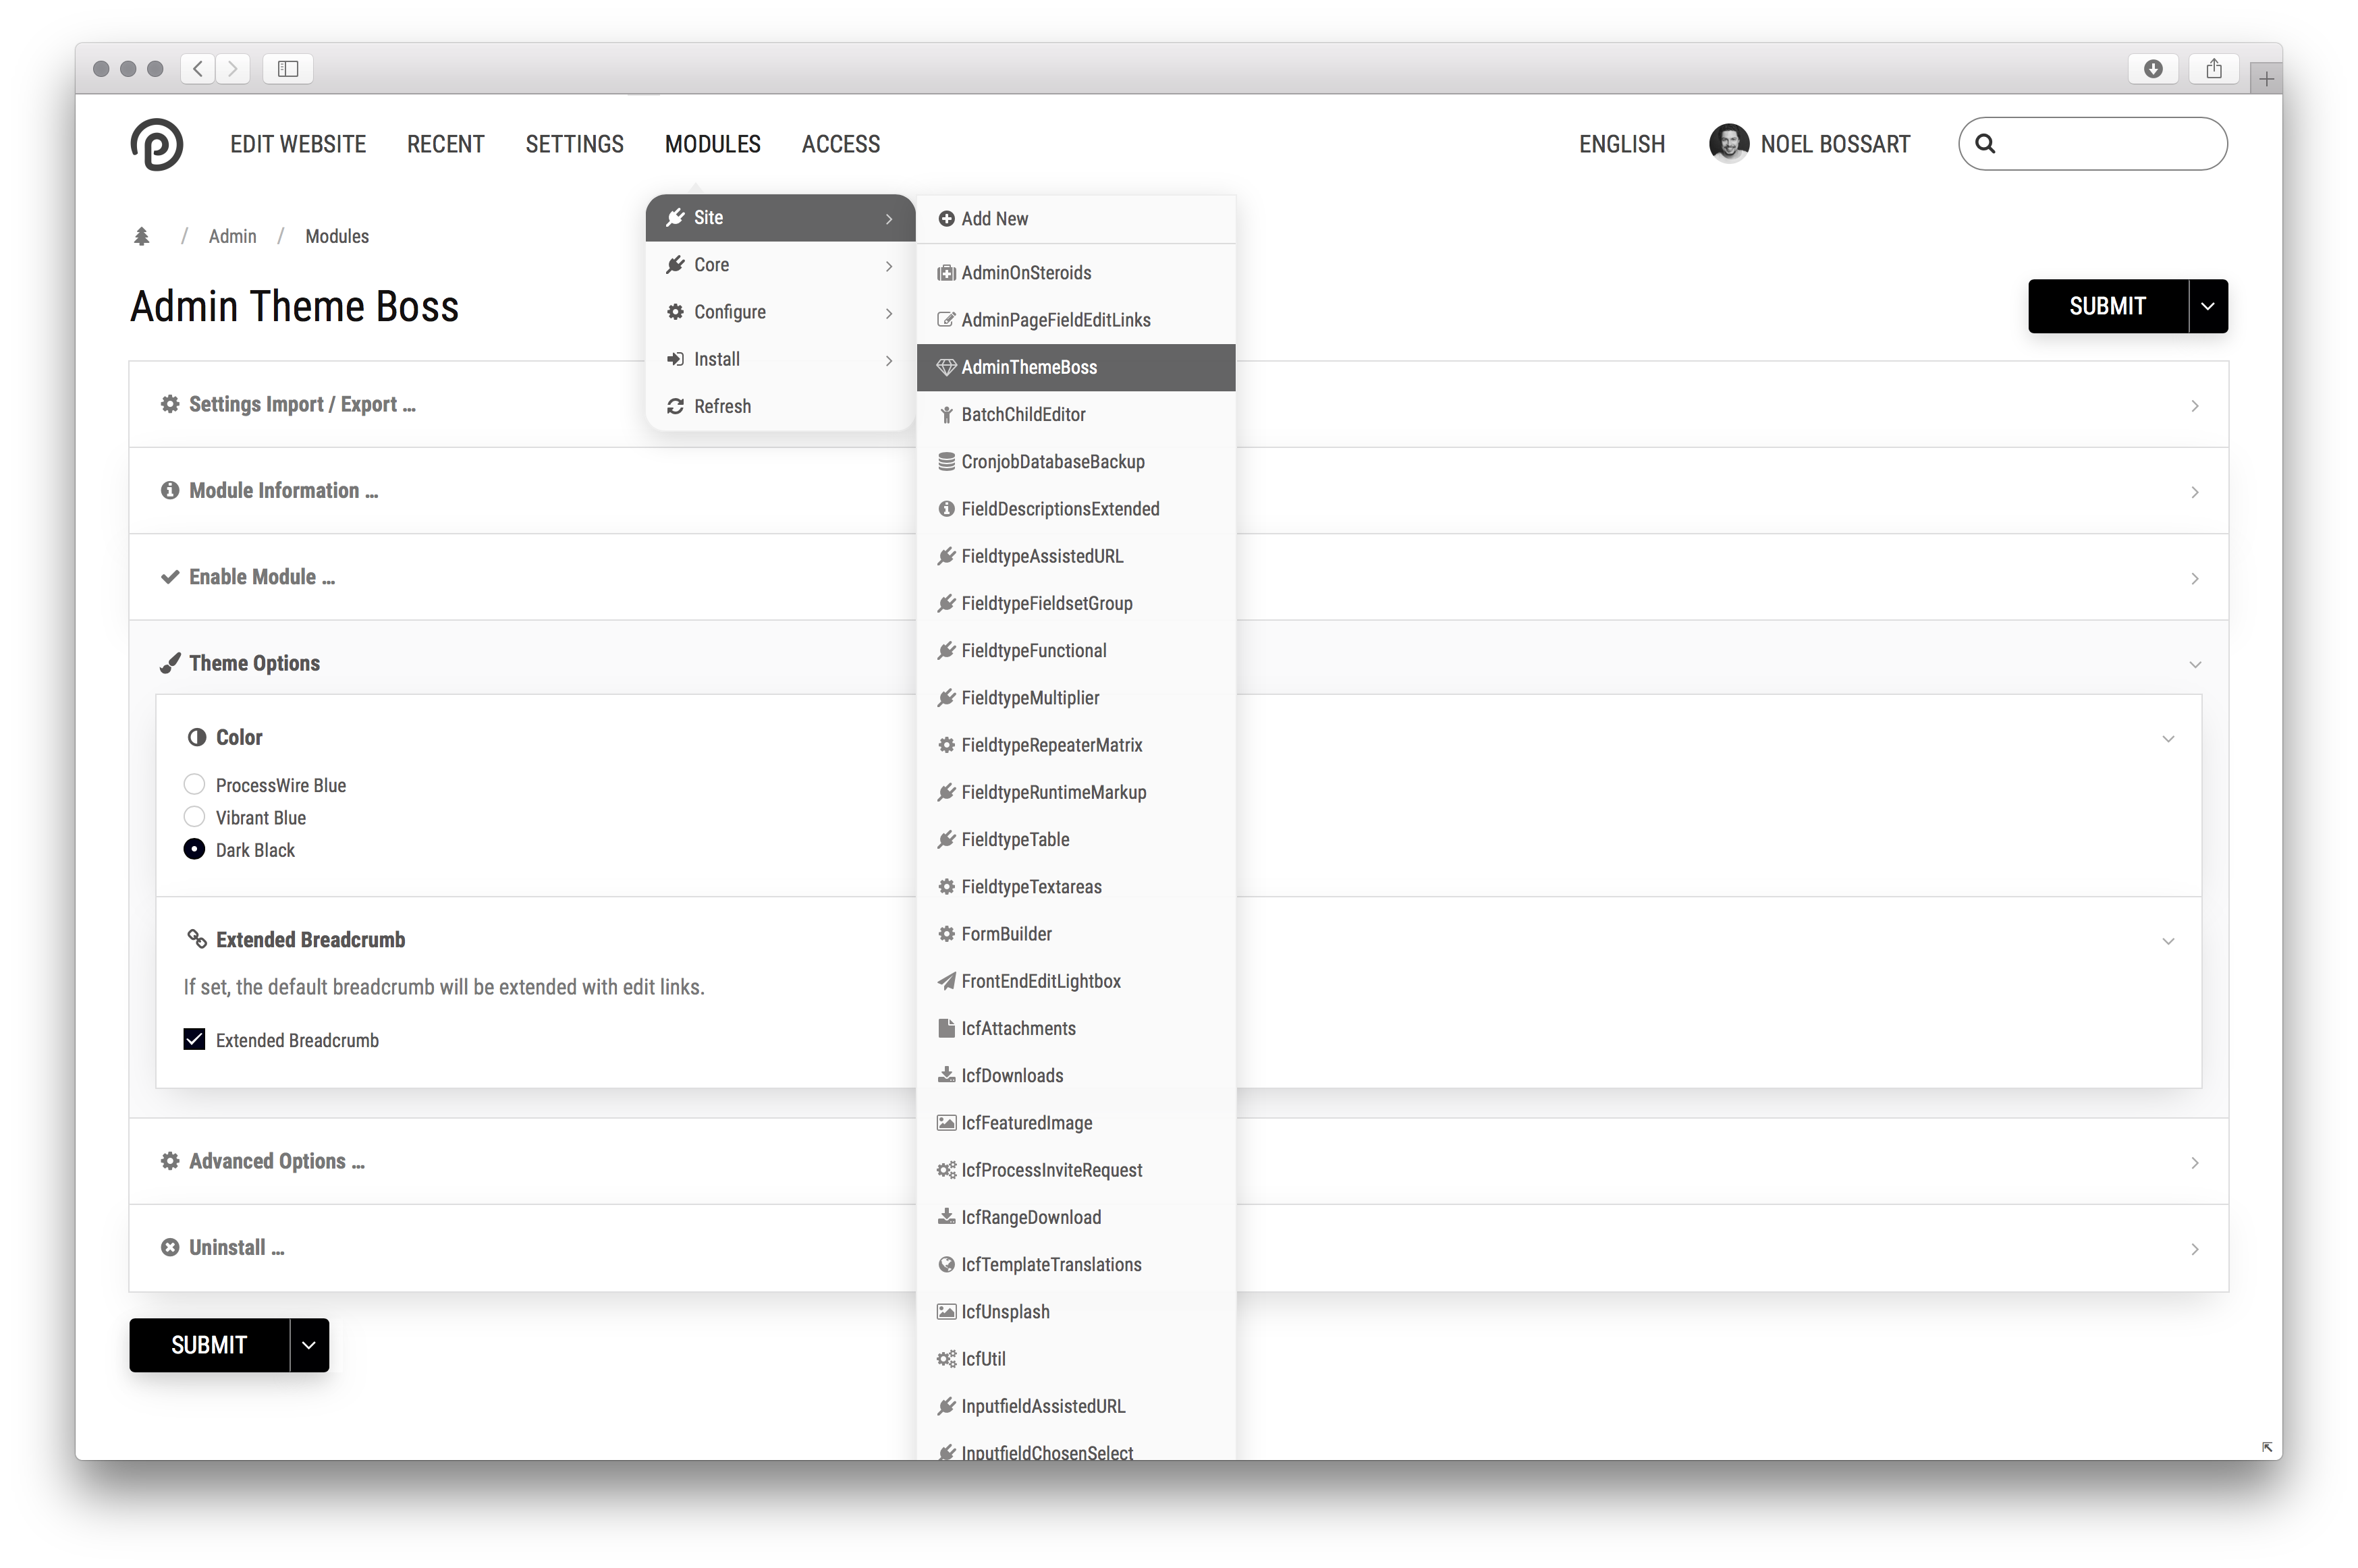 EDIT WEBSITE RECENT SETTINGS MODULES ACCESS ENGLISH NOEL BOSSART
/ Admin / Modules
Admin Theme Boss
SUBMIT
Site
Core
Configure
Install
Refresh
Add New
AdminOnSteroids
AdminPageFieldEditLinks
AdminThemeBoss
BatchChildEditor
CronjobDatabaseBackup
FieldDescriptionsExtended
FieldtypeAssistedURL
FieldtypeFieldsetGroup
FieldtypeFunctional
FieldtypeMultiplier
FieldtypeRepeaterMatrix
FieldtypeRuntimeMarkup
FieldtypeTable
FieldtypeTextareas
FormBuilder
FrontEndEditLightbox
IcfAttachments
IcfDownloads
IcfFeaturedImage
IcfProcessInviteRequest
IcfRangeDownload
IcfTemplateTranslations
IcfUnsplash
IcfUtil
InputfieldAssistedURL
InputfieldChosenSelect
Settings Import / Export ...
Module Information ...
Enable Module ...
Theme Options
Color
ProcessWire Blue
Vibrant Blue
Dark Black
Extended Breadcrumb
If set, the default breadcrumb will be extended with edit links.
Extended Breadcrumb
Advanced Options ...
Uninstall ...
SUBMIT